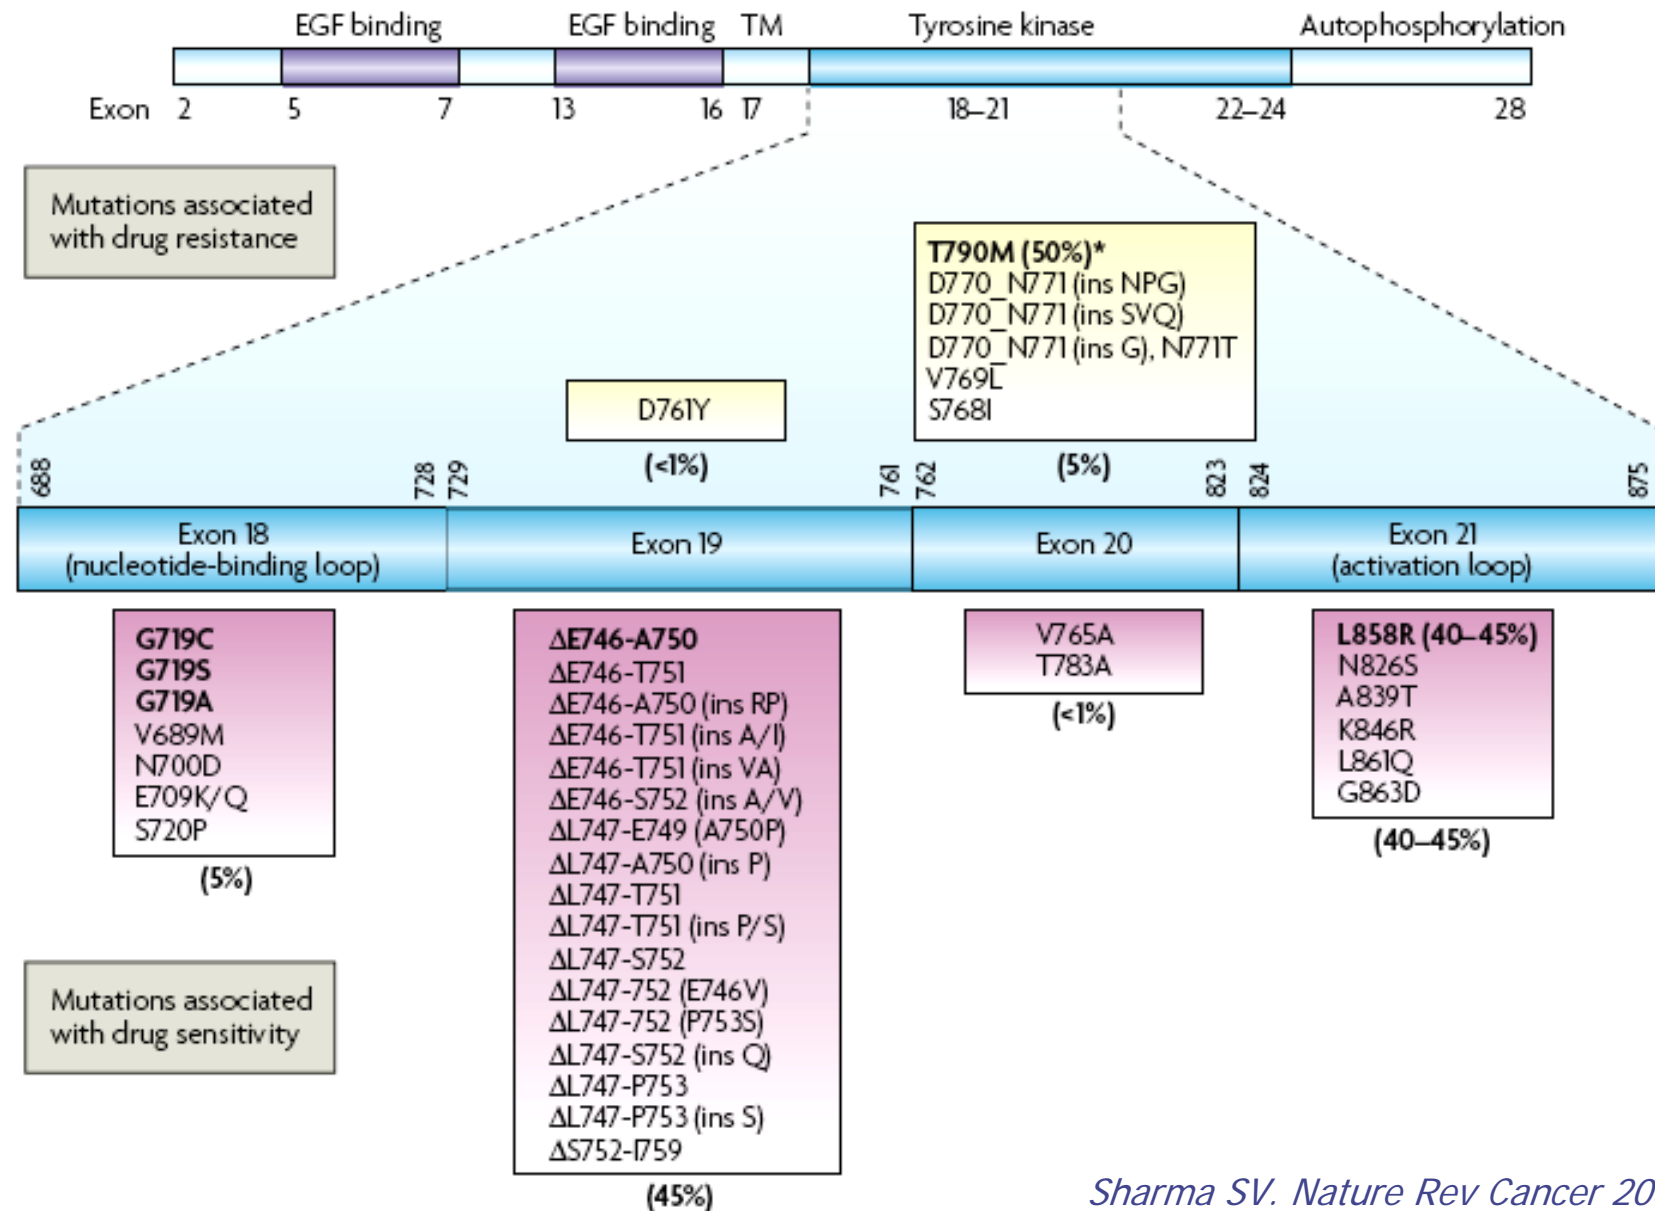 EGF binding EGF binding TM Tyrosine kinase Autophosphorylation
Exon 2 5 7 13 16 17 18–21 22–24 28
Mutations associated
with drug resistance
T790M (50%)*
D770_N771 (ins NPG)
D770_N771 (ins SVQ)
D770_N771 (ins G), N771T
V769L
S768I
(5%)
D761Y
(<1%)
688 728 729 761 762 823 824 875
Exon 18
(nucleotide-binding loop)
Exon 19
Exon 20
Exon 21
(activation loop)
G719C
G719S
G719A
V689M
N700D
E709K/Q
S720P
(5%)
ΔE746-A750
ΔE746-T751
ΔE746-A750 (ins RP)
ΔE746-T751 (ins A/I)
ΔE746-T751 (ins VA)
ΔE746-S752 (ins A/V)
ΔL747-E749 (A750P)
ΔL747-A750 (ins P)
ΔL747-T751
ΔL747-T751 (ins P/S)
ΔL747-S752
ΔL747-752 (E746V)
ΔL747-752 (P753S)
ΔL747-S752 (ins Q)
ΔL747-P753
ΔL747-P753 (ins S)
ΔS752-I759
(45%)
V765A
T783A
(<1%)
L858R (40–45%)
N826S
A839T
K846R
L861Q
G863D
(40–45%)
Mutations associated
with drug sensitivity
Sharma SV. Nature Rev Cancer 20